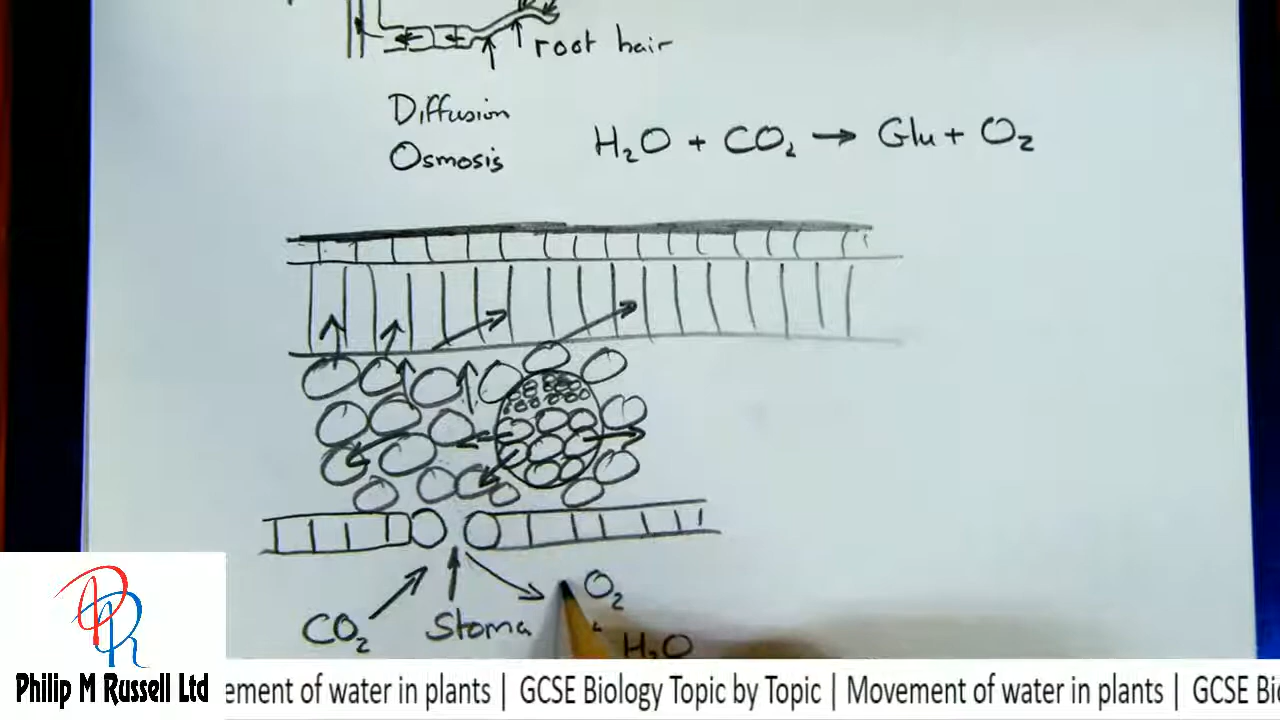 root hair
Diffusion
Osmosis
H₂O + CO₂ → Glu + O₂
O₂
CO₂
Stoma
H₂O
PR
Philip M Russell Ltd
ement of water in plants | GCSE Biology Topic by Topic | Movement of water in plants | GCSE Bi